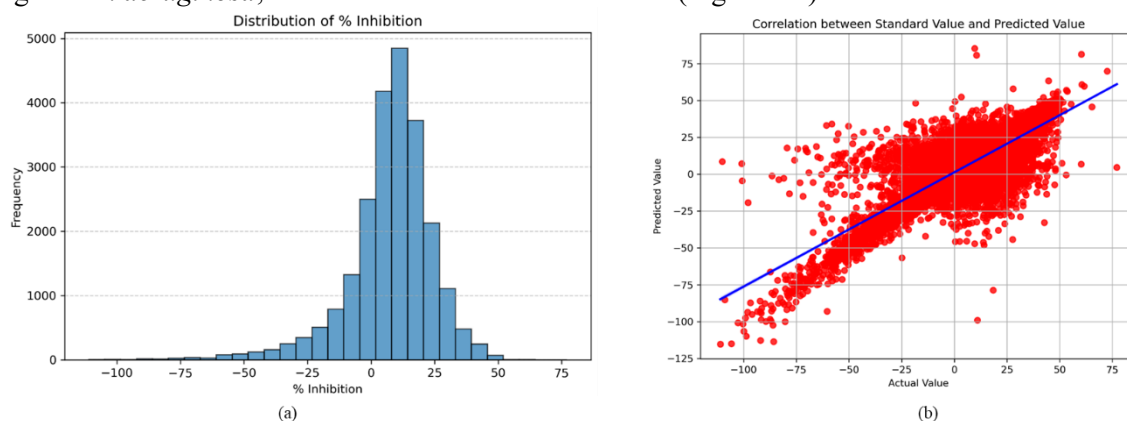 Distribution of % Inhibition
5000
4000
3000
2000
1000
0
Frequency
−100 −75 −50 −25 0 25 50 75
% Inhibition
(a)
Correlation between Standard Value and Predicted Value
75
50
25
0
−25
−50
−75
−100
−125
Predicted Value
−100 −75 −50 −25 0 25 50 75
Actual Value
(b)